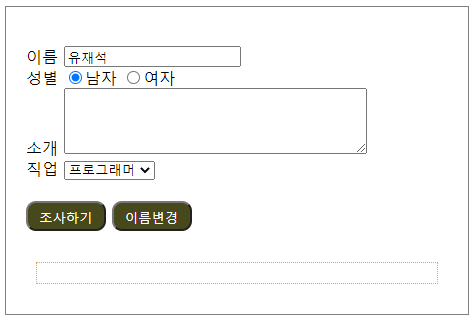 이름 유재석
성별 남자 여자
소개
직업 프로그래머
조사하기 이름변경